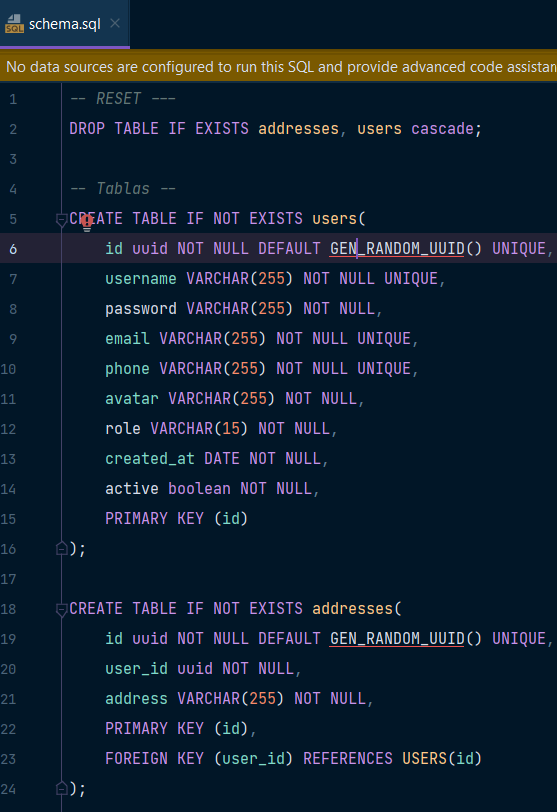 schema.sql
SQL
No data sources are configured to run this SQL and provide advanced code assistan
1 -- RESET ---
2 DROP TABLE IF EXISTS addresses, users cascade;
3
4 -- Tablas --
5 CREATE TABLE IF NOT EXISTS users(
6 id uuid NOT NULL DEFAULT GEN_RANDOM_UUID() UNIQUE,
7 username VARCHAR(255) NOT NULL UNIQUE,
8 password VARCHAR(255) NOT NULL,
9 email VARCHAR(255) NOT NULL UNIQUE,
10 phone VARCHAR(255) NOT NULL UNIQUE,
11 avatar VARCHAR(255) NOT NULL,
12 role VARCHAR(15) NOT NULL,
13 created_at DATE NOT NULL,
14 active boolean NOT NULL,
15 PRIMARY KEY (id)
16 );
17
18 CREATE TABLE IF NOT EXISTS addresses(
19 id uuid NOT NULL DEFAULT GEN_RANDOM_UUID() UNIQUE,
20 user_id uuid NOT NULL,
21 address VARCHAR(255) NOT NULL,
22 PRIMARY KEY (id),
23 FOREIGN KEY (user_id) REFERENCES USERS(id)
24 );